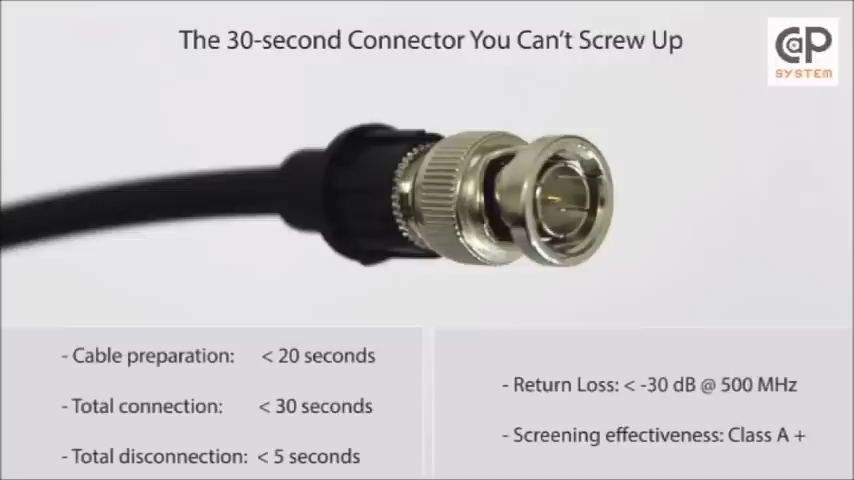 The 30-second Connector You Can't Screw Up
CaP
SYSTEM
- Cable preparation: < 20 seconds
- Total connection: < 30 seconds
- Total disconnection: < 5 seconds
- Return Loss: < -30 dB @ 500 MHz
- Screening effectiveness: Class A +